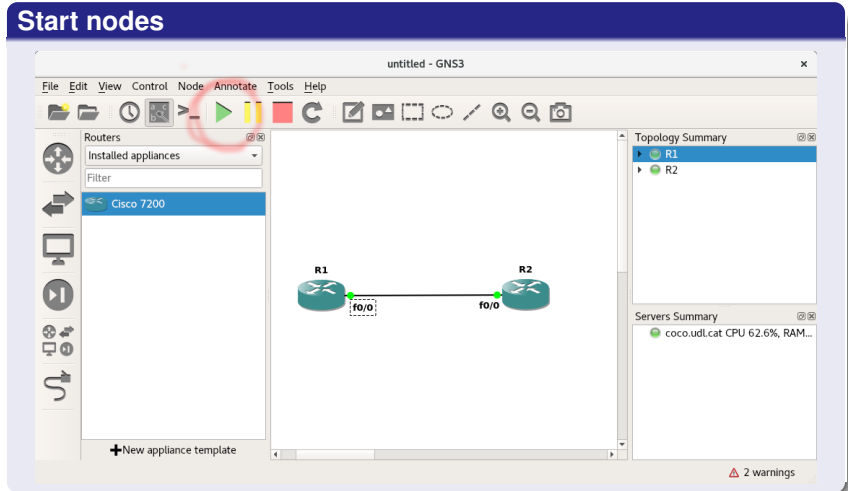 Start nodes
untitled - GNS3
File Edit View Control Node Annotate Tools Help
Routers
Installed appliances
Filter
Cisco 7200
New appliance template
R1
R2
f0/0
f0/0
Topology Summary
R1
R2
Servers Summary
coco.udl.cat CPU 62.6%, RAM...
2 warnings